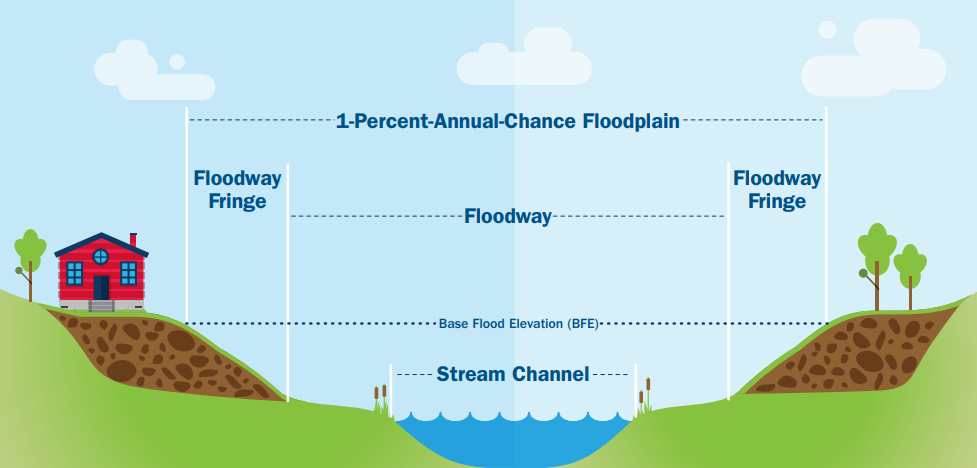 1-Percent-Annual-Chance Floodplain
Floodway
Fringe
Floodway
Fringe
Floodway
Base Flood Elevation (BFE)
Stream Channel